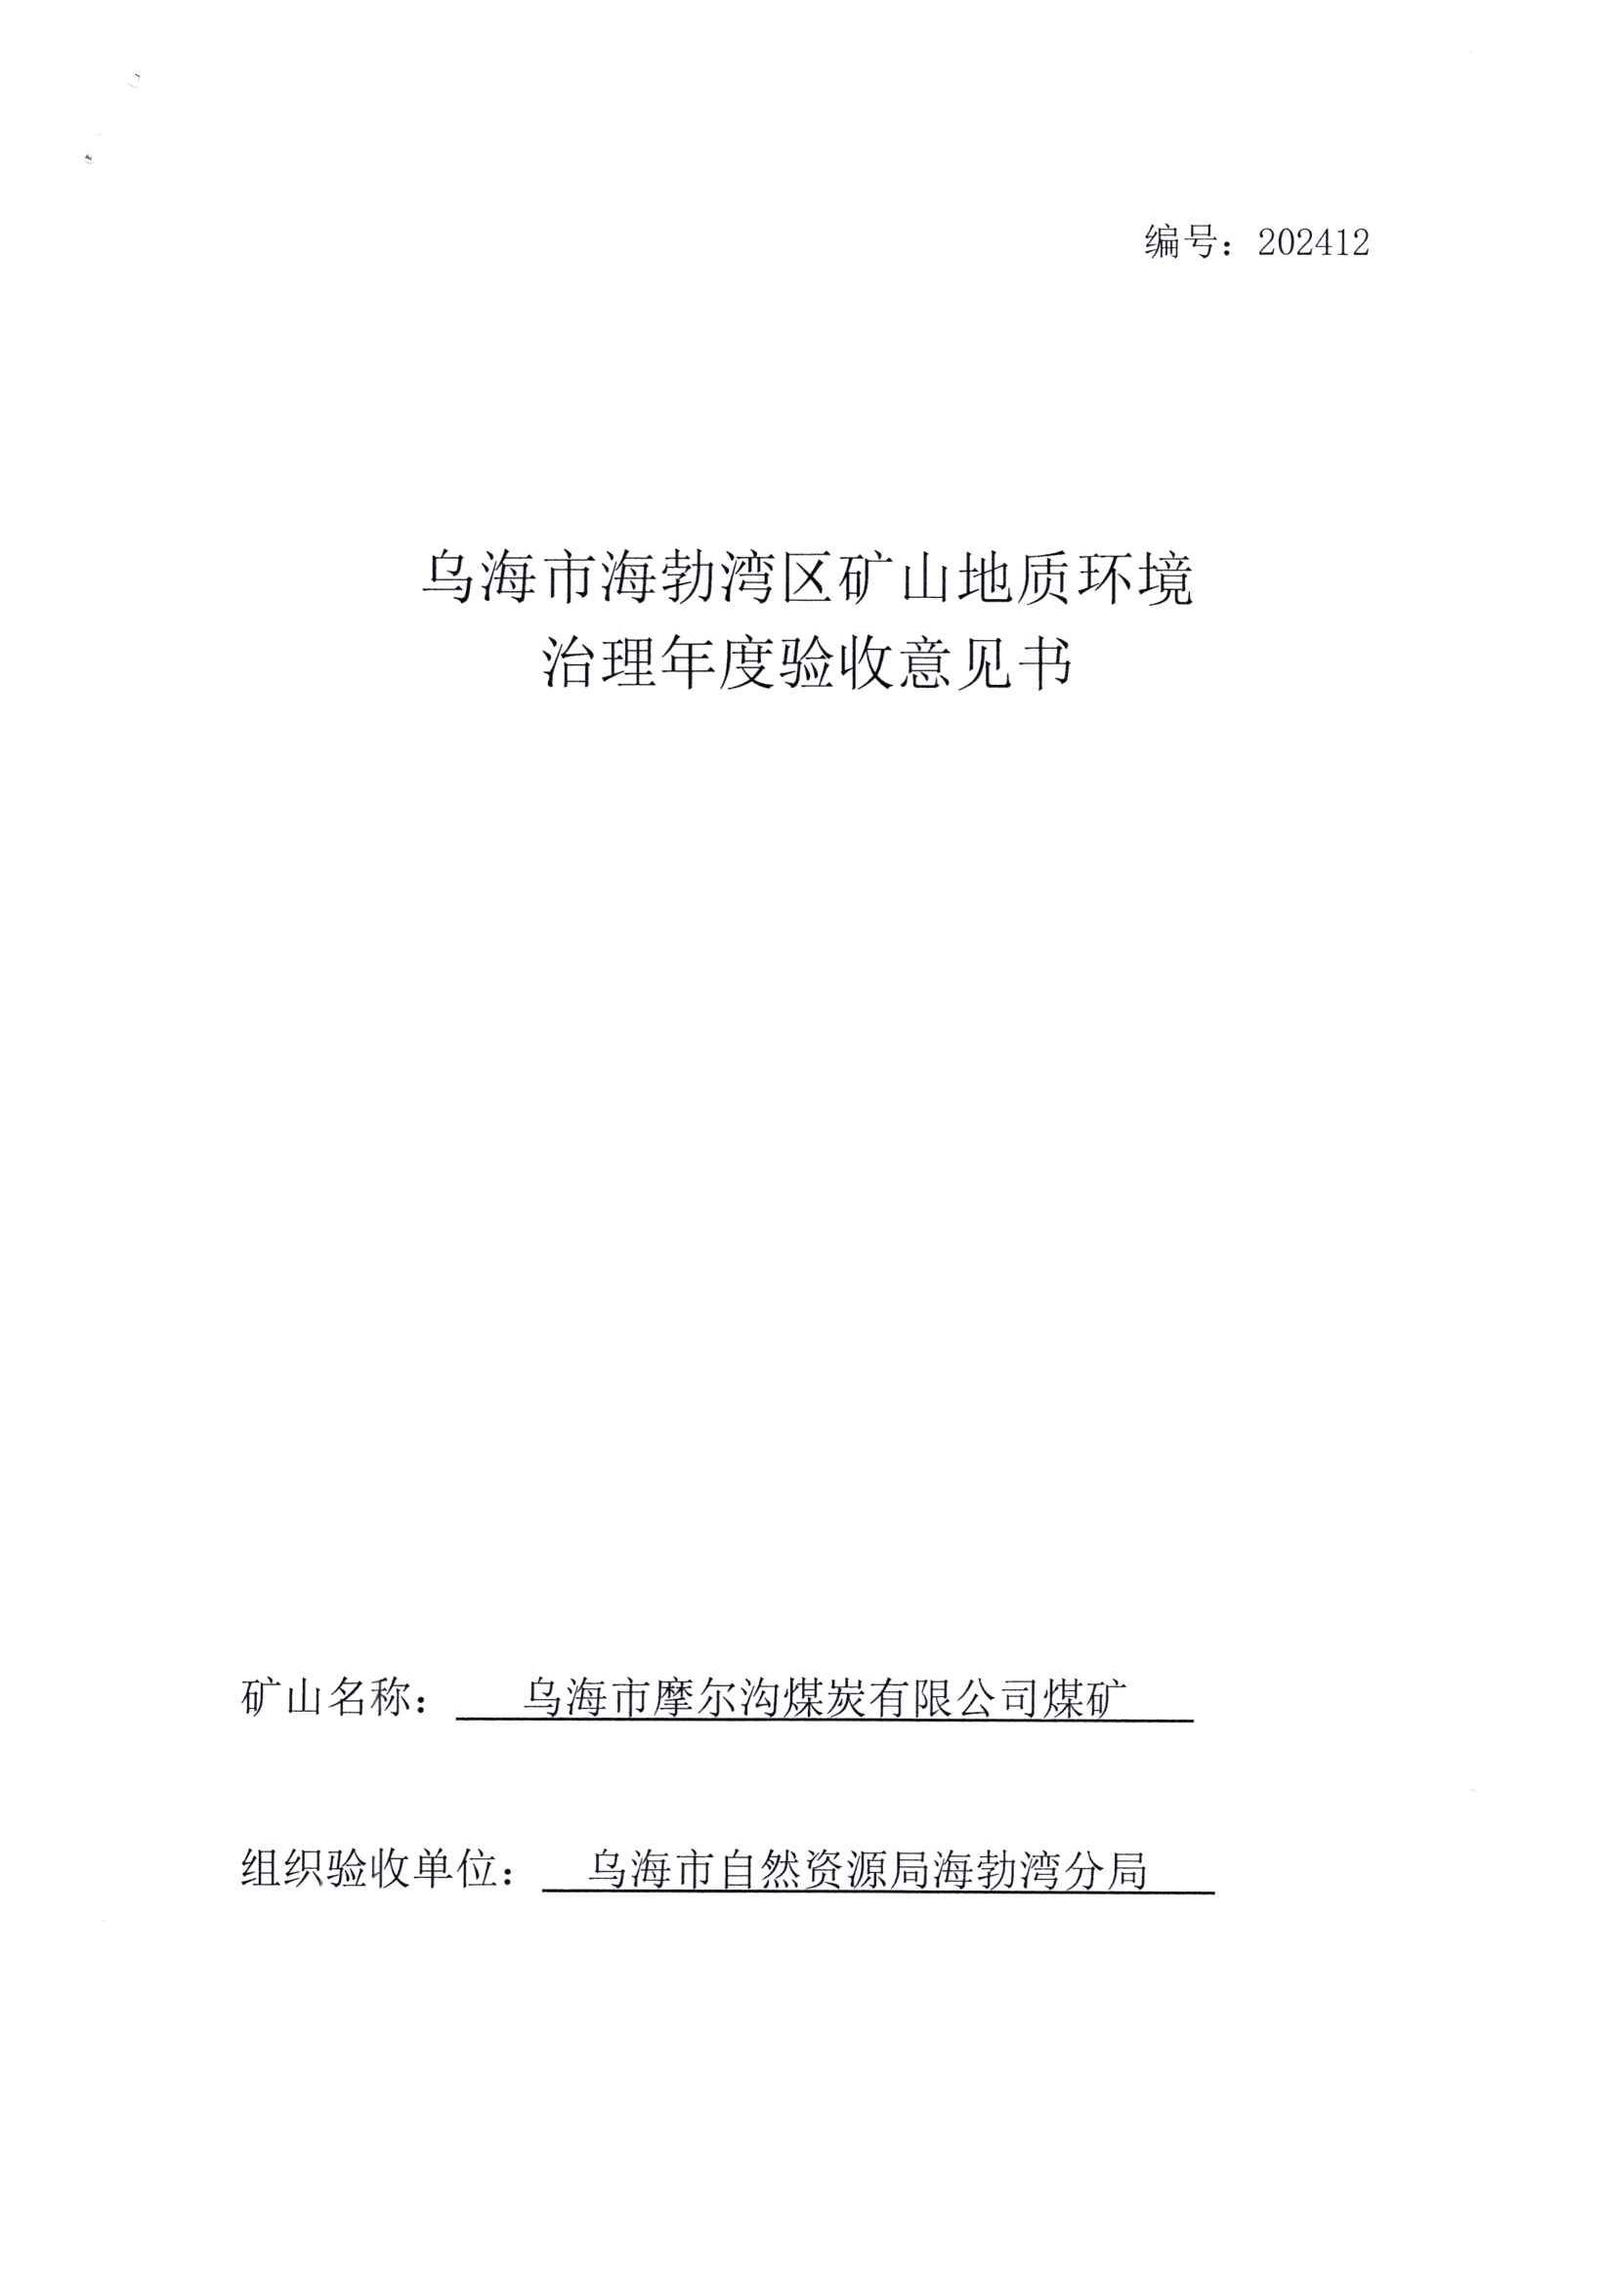 编号：202412
乌海市海勃湾区矿山地质环境
治理年度验收意见书
矿山名称：乌海市摩尔沟煤炭有限公司煤矿
组织验收单位：乌海市自然资源局海勃湾分局